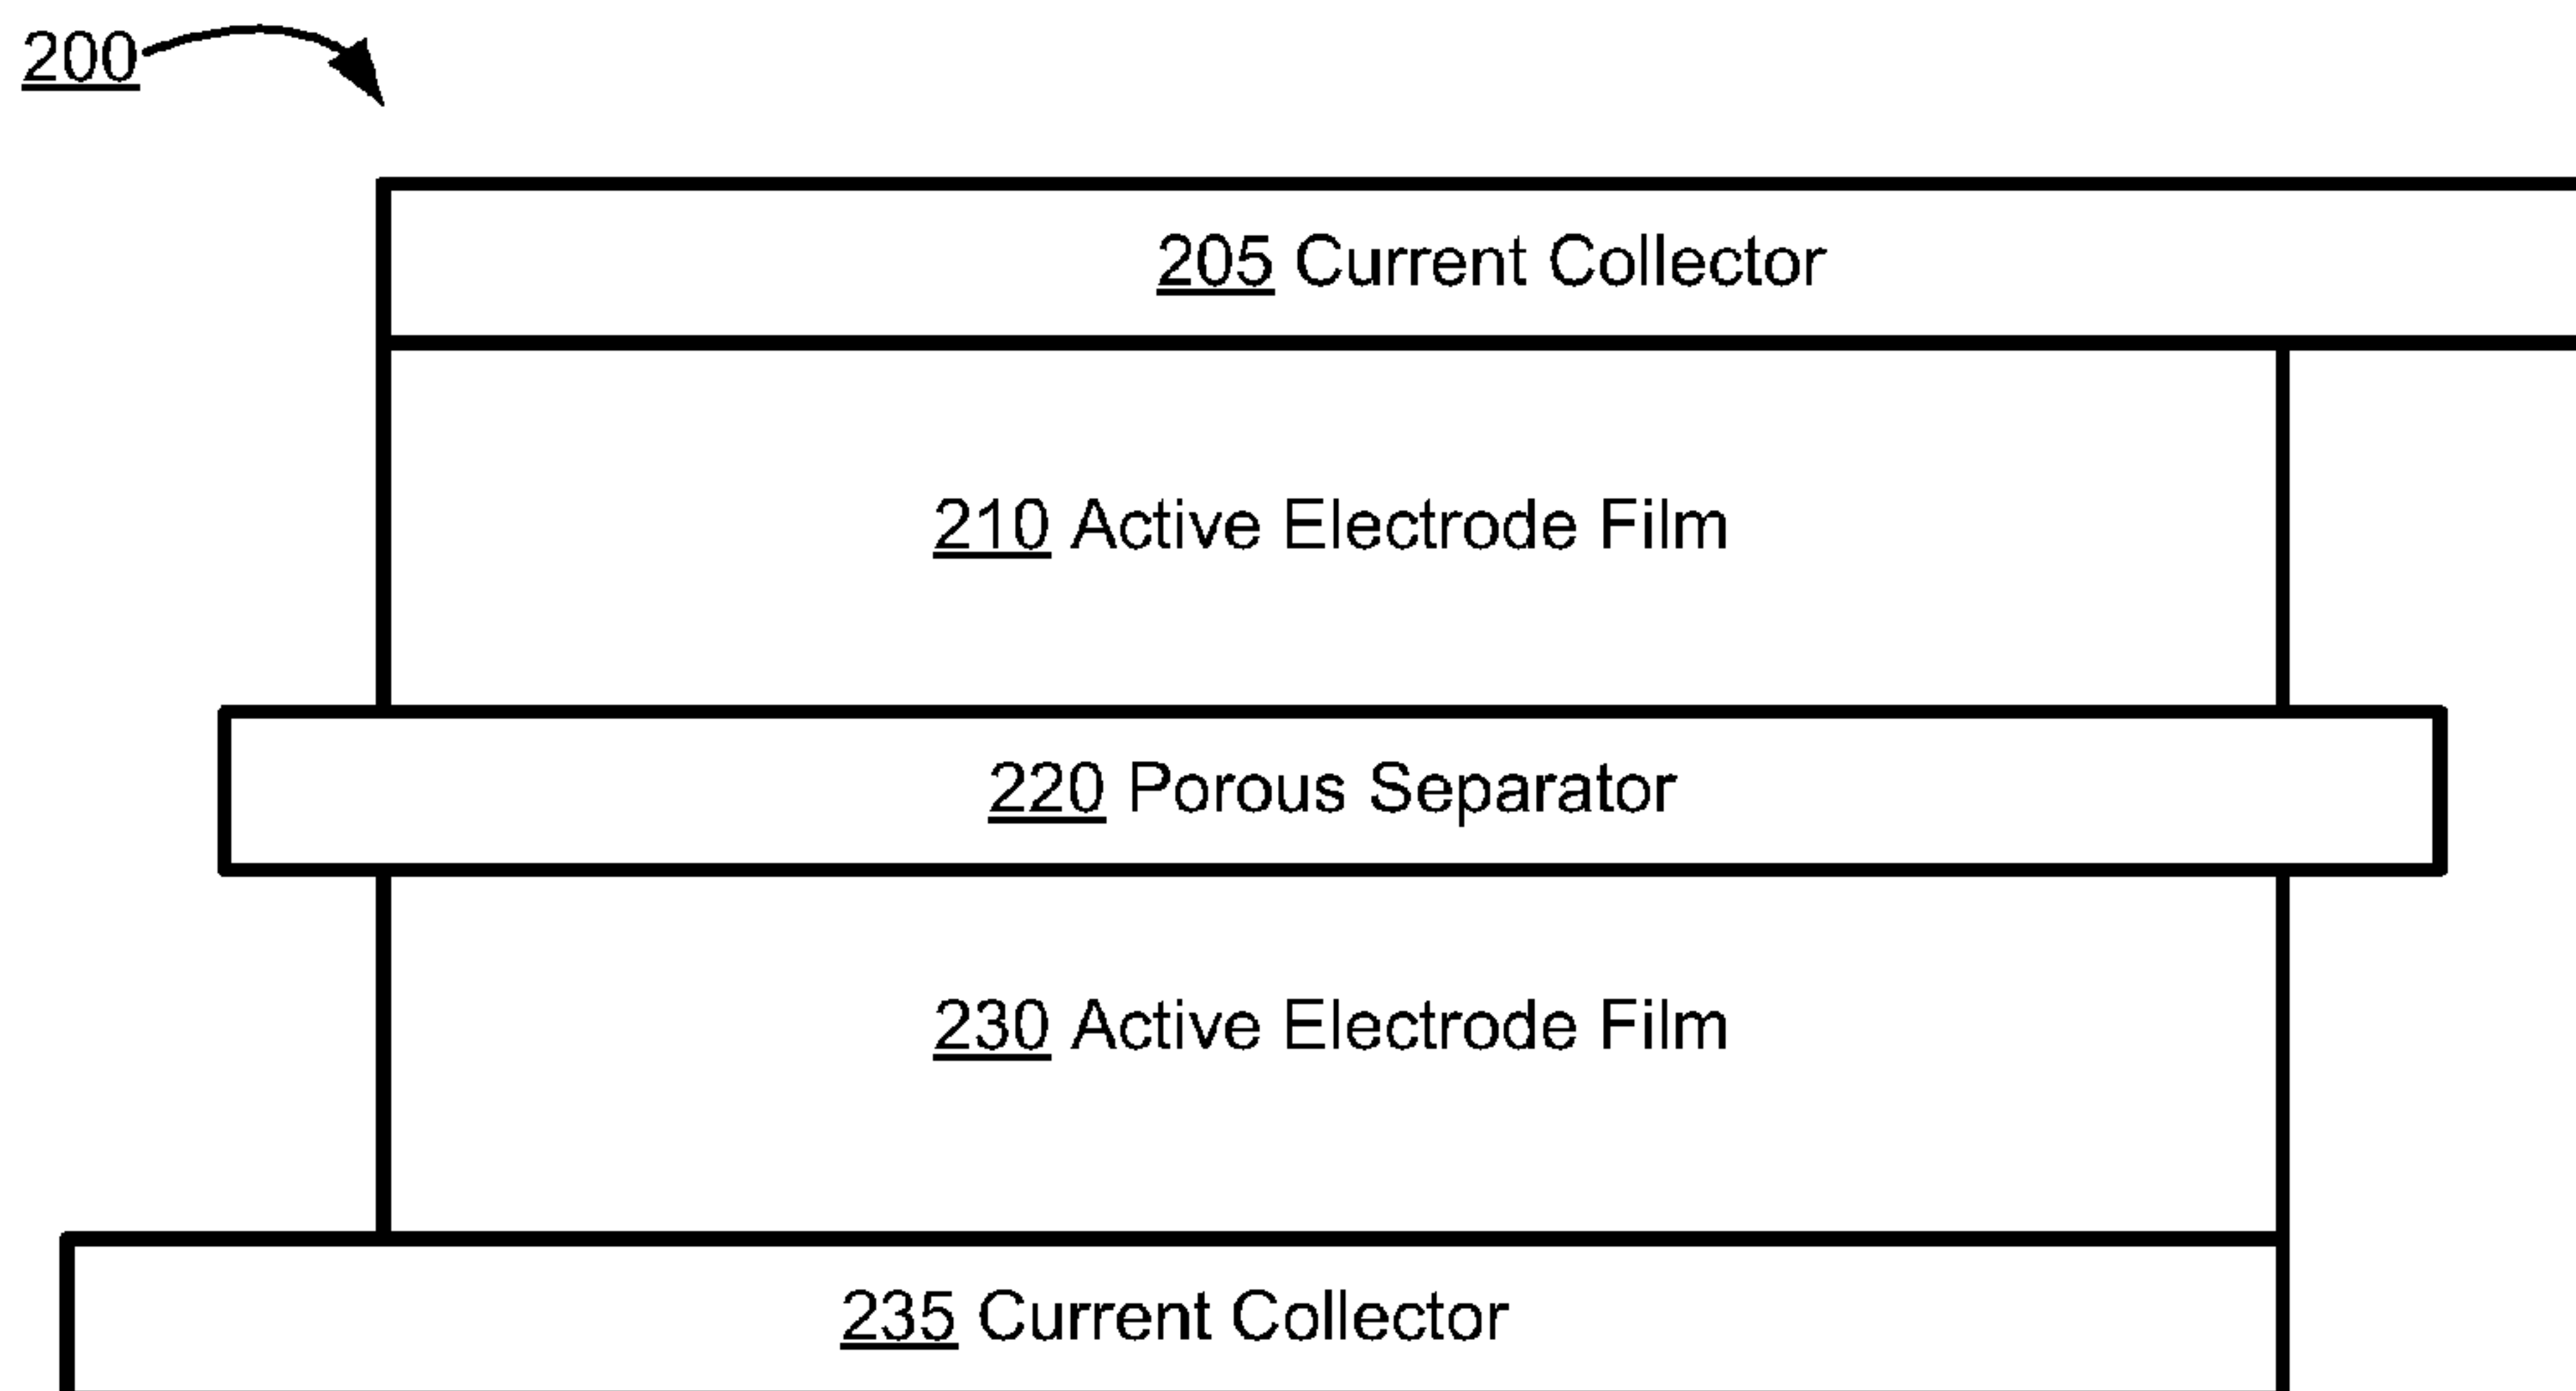 200
205 Current Collector
210 Active Electrode Film
220 Porous Separator
230 Active Electrode Film
235 Current Collector